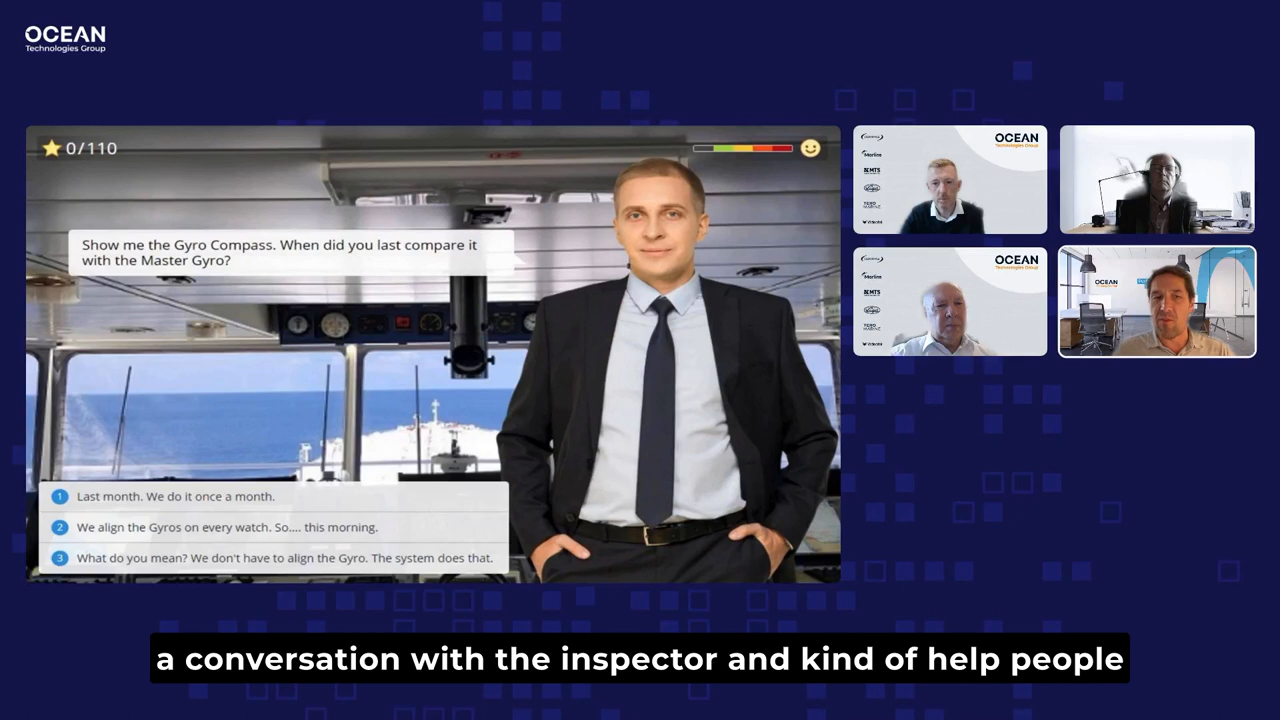 OCEAN
Technologies Group
0/110
Show me the Gyro Compass. When did you last compare it
with the Master Gyro?
1 Last month. We do it once a month.
2 We align the Gyros on every watch. So.... this morning.
3 What do you mean? We don't have to align the Gyro. The system does that.
OCEAN
Technologies Group
Marlins
MTS
OCEAN
Technologies Group
Marlins
MTS
OCEAN
a conversation with the inspector and kind of help people